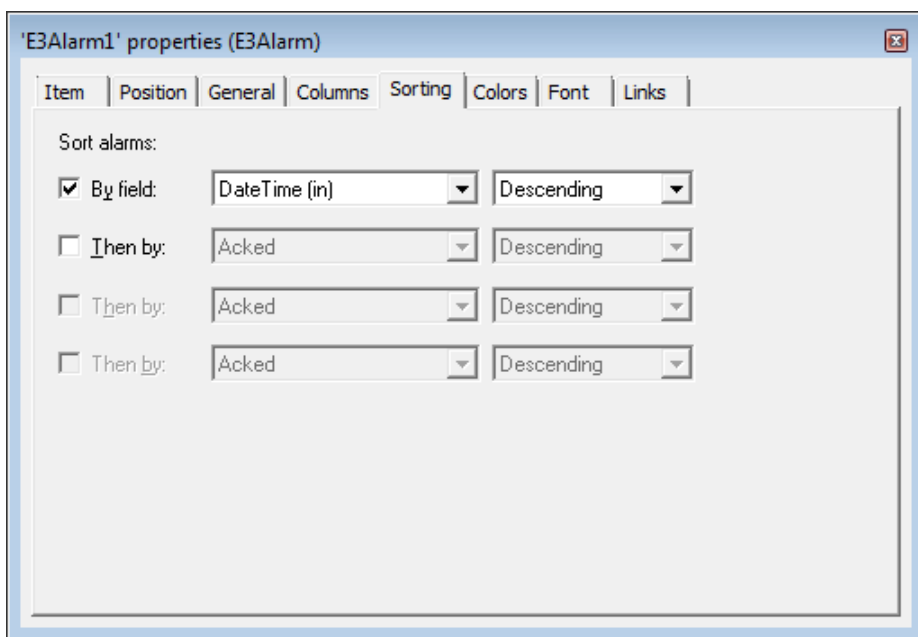 'E3Alarm1' properties (E3Alarm)
Item Position General Columns Sorting Colors Font Links
Sort alarms:
By field: DateTime (in) Descending
Then by: Acked Descending
Then by: Acked Descending
Then by: Acked Descending